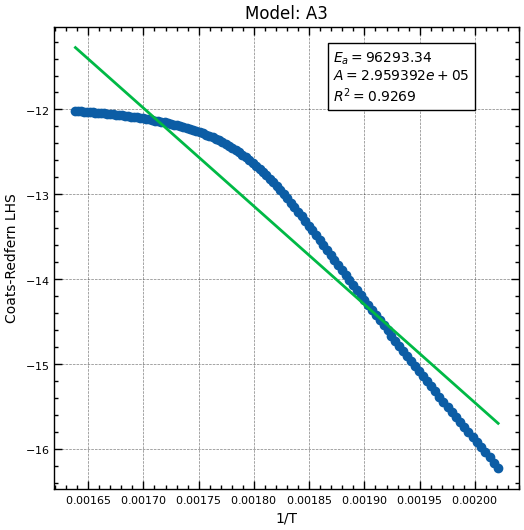 Model: A3
E_a = 96293.34
A = 2.959392e + 05
R² = 0.9269
Coats-Redfern LHS
−12
−13
−14
−15
−16
0.00165 0.00170 0.00175 0.00180 0.00185 0.00190 0.00195 0.00200
1/T